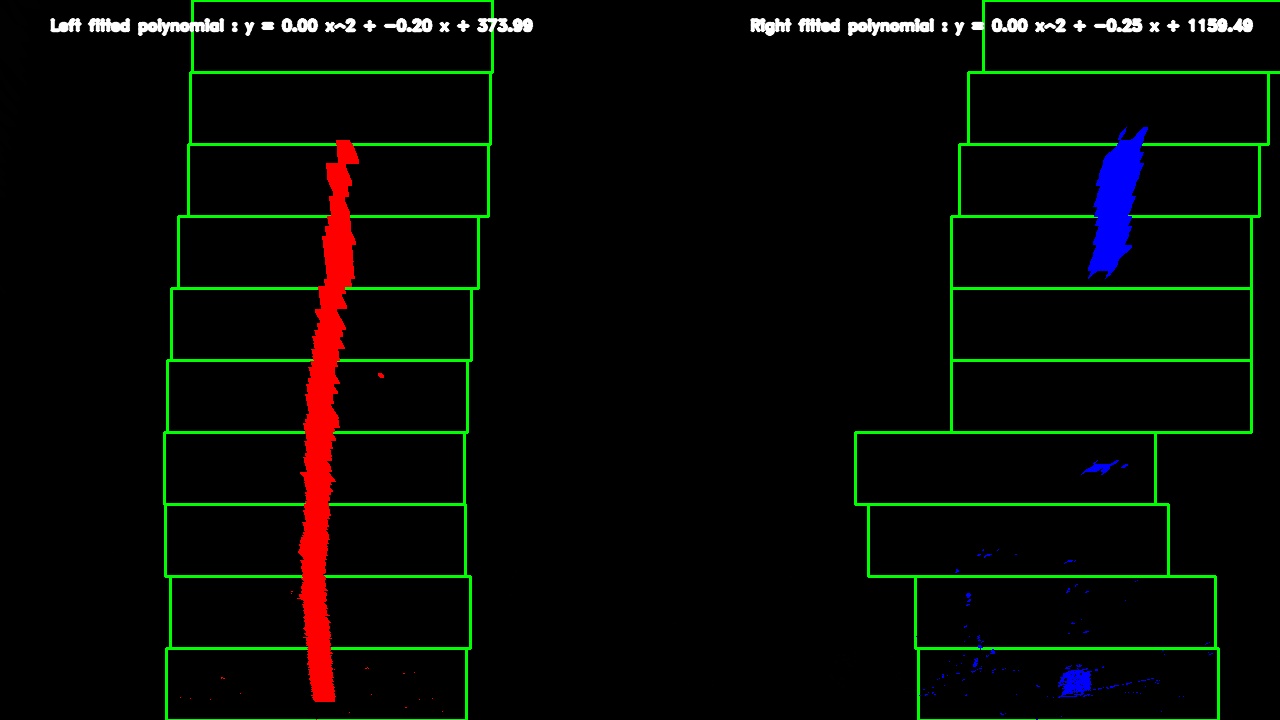 Left fitted polynomial : y = 0.00 x^2 + -0.20 x + 373.99
Right fitted polynomial : y = 0.00 x^2 + -0.25 x + 1159.49